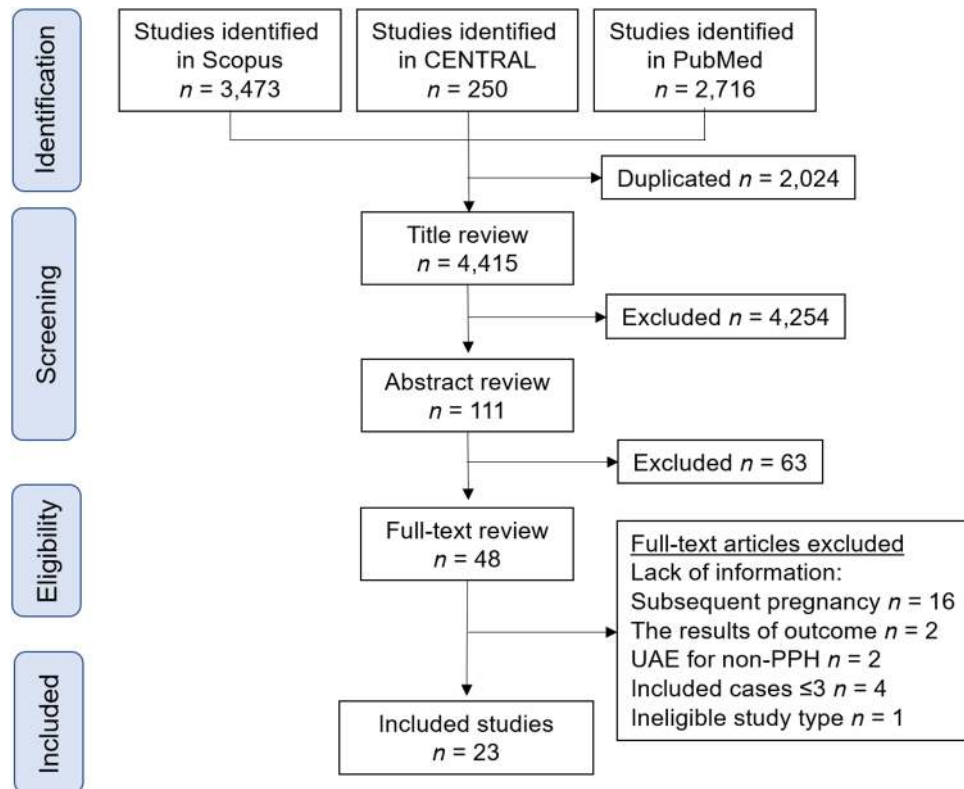 Identification
Studies identified
in Scopus
n = 3,473
Studies identified
in CENTRAL
n = 250
Studies identified
in PubMed
n = 2,716
Duplicated n = 2,024
Screening
Title review
n = 4,415
Excluded n = 4,254
Abstract review
n = 111
Excluded n = 63
Eligibility
Full-text review
n = 48
Full-text articles excluded
Lack of information:
Subsequent pregnancy n = 16
The results of outcome n = 2
UAE for non-PPH n = 2
Included cases ≤3 n = 4
Ineligible study type n = 1
Included
Included studies
n = 23